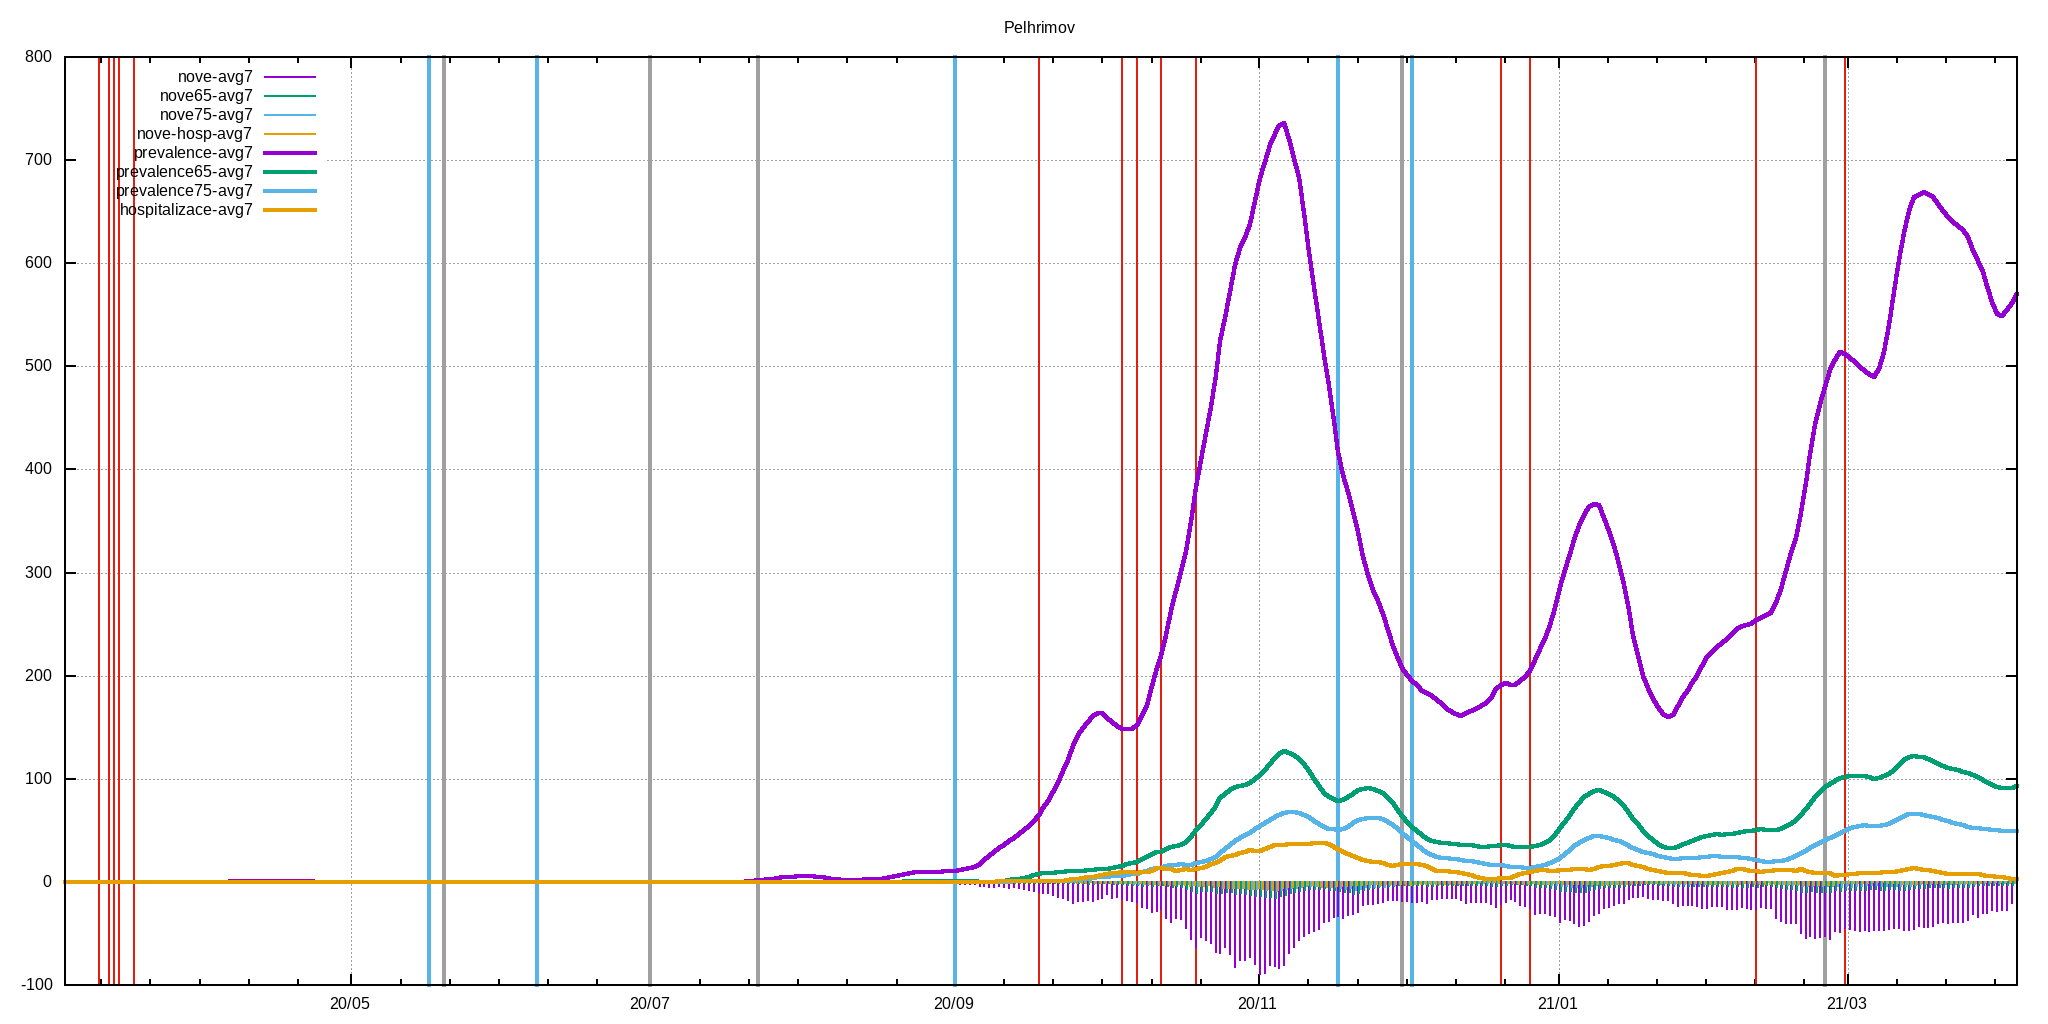 Pelhrimov
800
700
600
500
400
300
200
100
0
-100
nove-avg7
nove65-avg7
nove75-avg7
nove-hosp-avg7
prevalence-avg7
prevalence65-avg7
prevalence75-avg7
hospitalizace-avg7
20/05 20/07 20/09 20/11 21/01 21/03